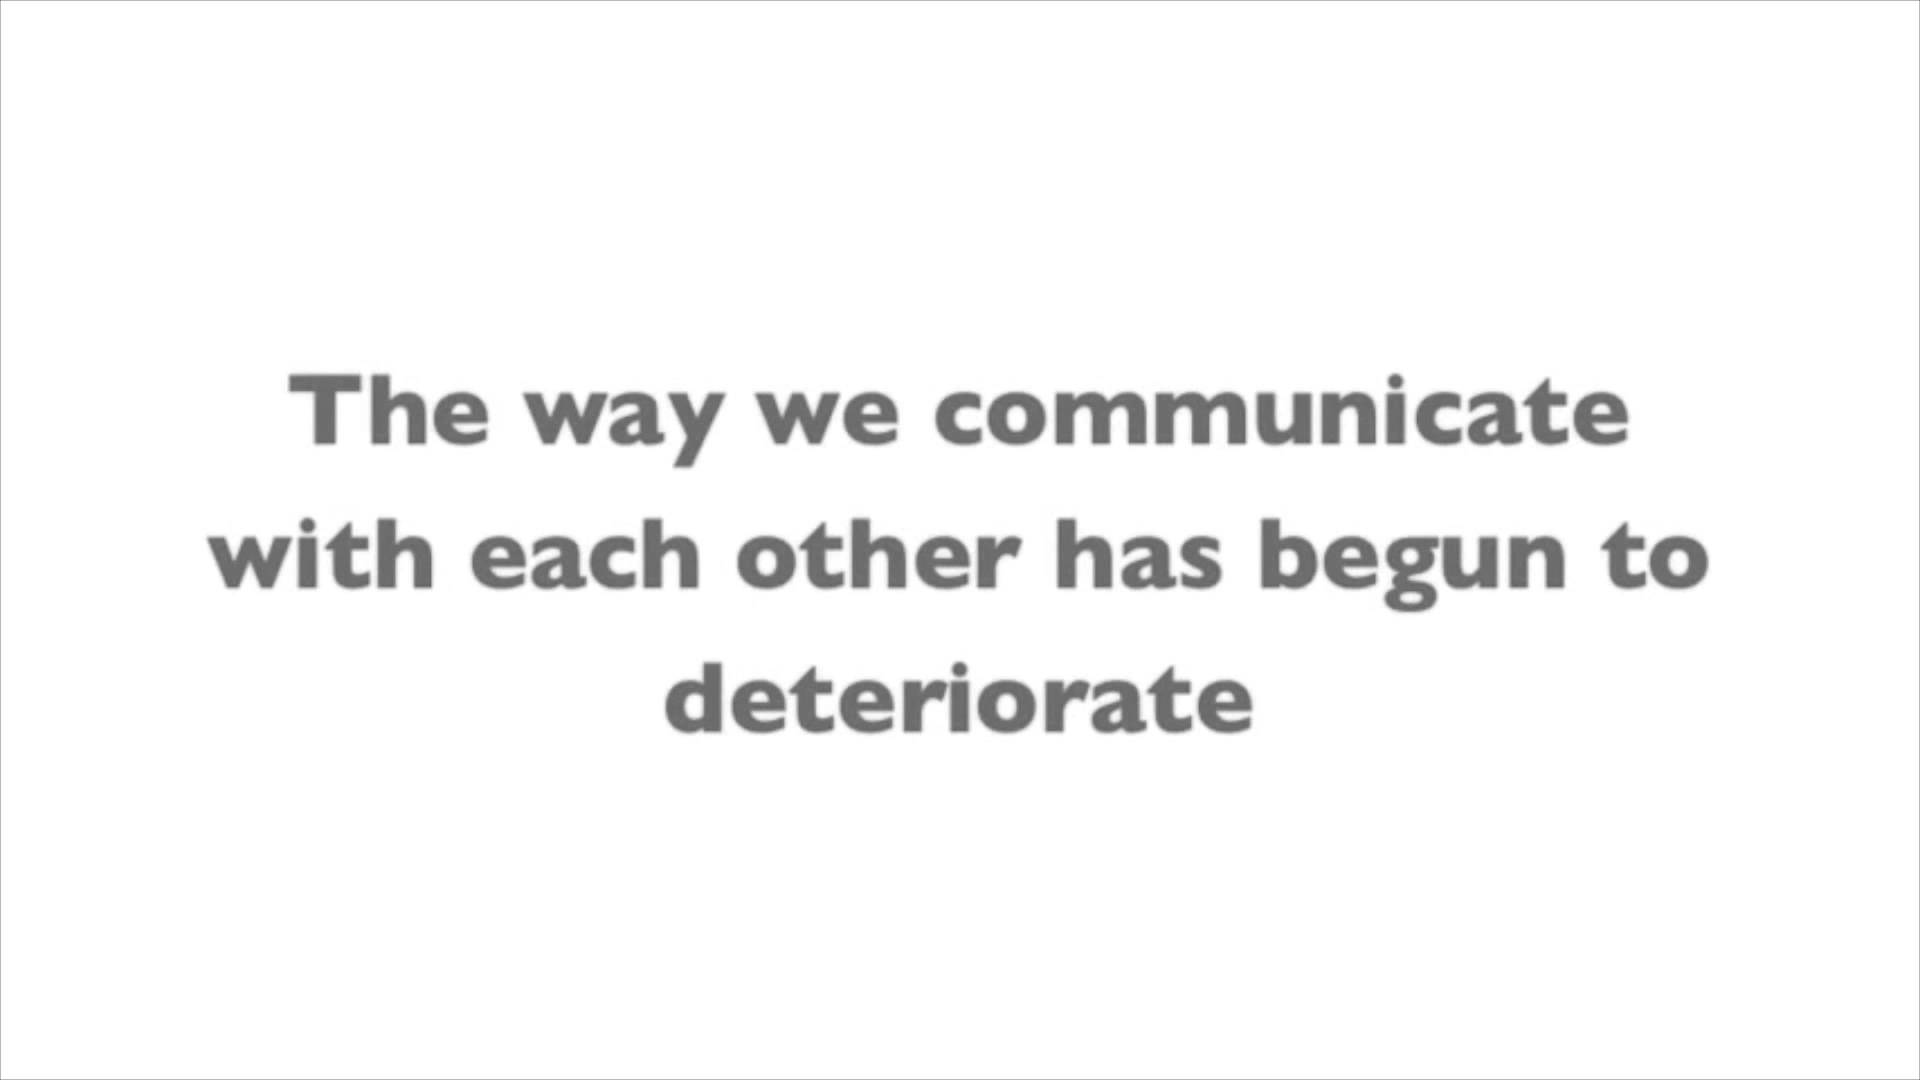 The way we communicate
with each other has begun to
deteriorate